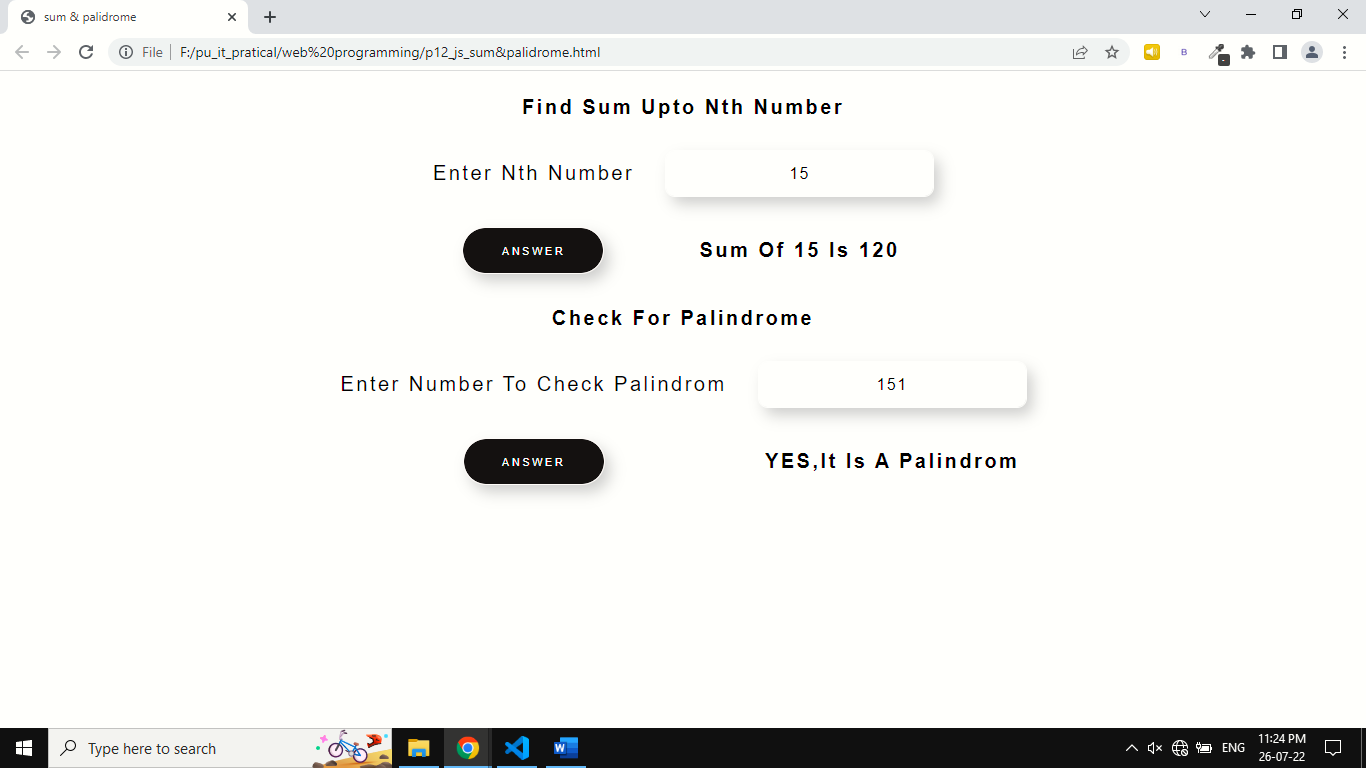 sum & palidrome
File F:/pu_it_pratical/web%20programming/p12_js_sum&palidrome.html
B
Find Sum Upto Nth Number
Enter Nth Number 15
ANSWER Sum Of 15 Is 120
Check For Palindrome
Enter Number To Check Palindrom 151
ANSWER YES,It Is A Palindrom
Type here to search
ENG
11:24 PM
26-07-22